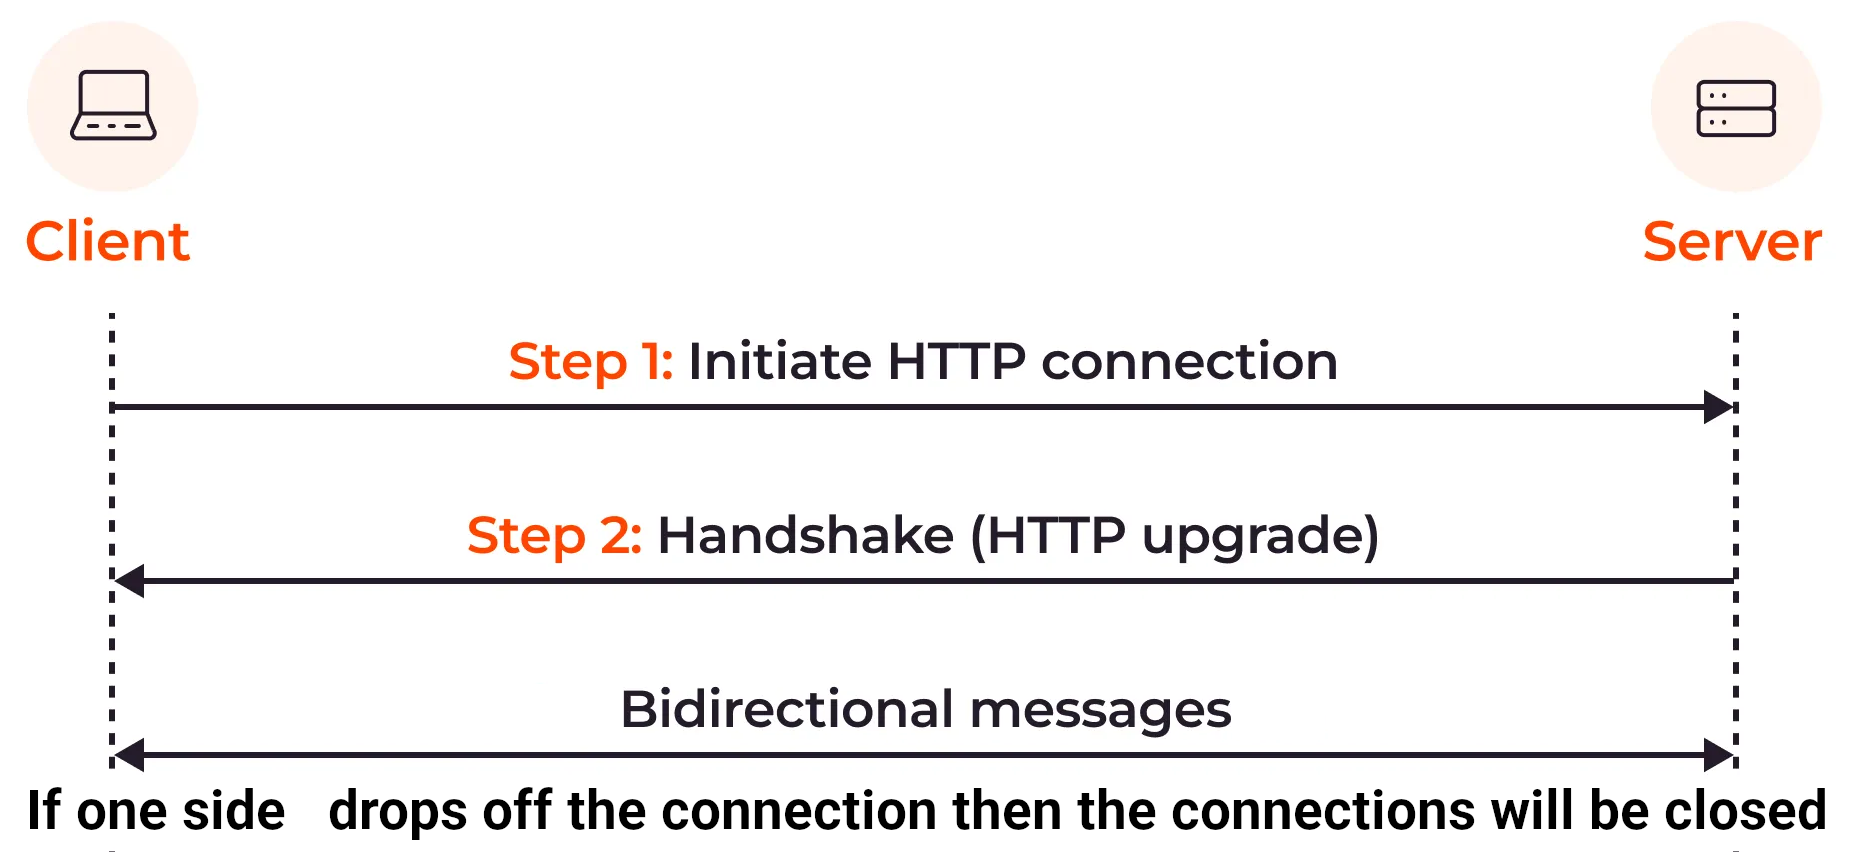 Client
Server
Step 1: Initiate HTTP connection
Step 2: Handshake (HTTP upgrade)
Bidirectional messages
If one side drops off the connection then the connections will be closed